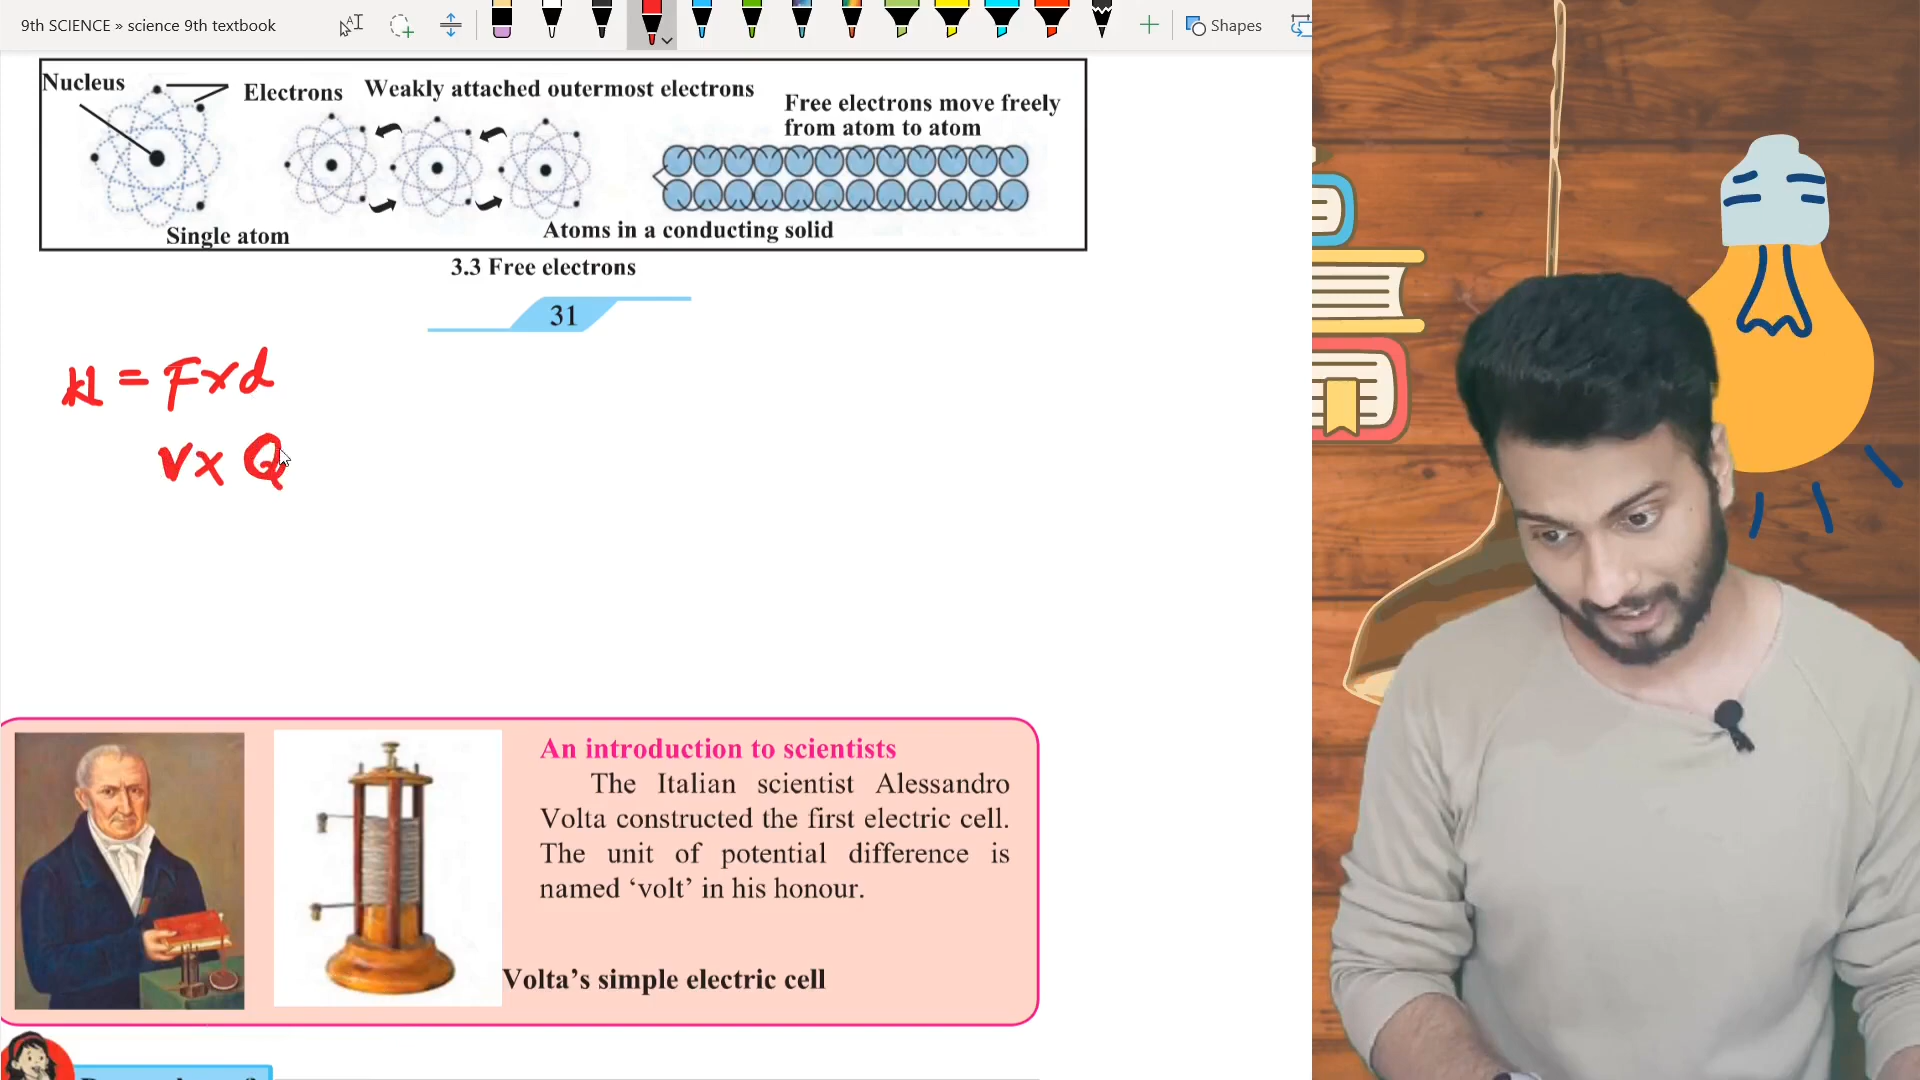 9th SCIENCE » science 9th textbook
Shapes
Nucleus
Electrons
Weakly attached outermost electrons
Free electrons move freely
from atom to atom
Single atom
Atoms in a conducting solid
3.3 Free electrons
31
W = F x d
V x Q
An introduction to scientists
The Italian scientist Alessandro
Volta constructed the first electric cell.
The unit of potential difference is
named ‘volt’ in his honour.
Volta’s simple electric cell